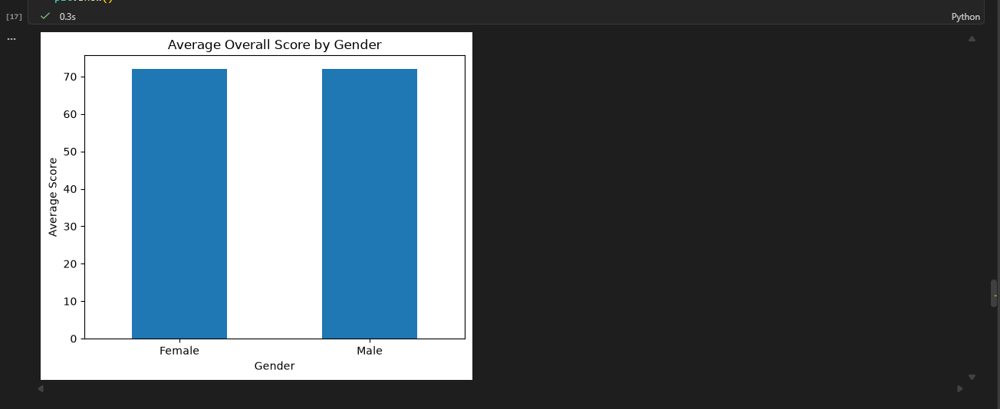 [17]
0.3s
Python
...
Average Overall Score by Gender
Average Score
70
60
50
40
30
20
10
0
Female Male
Gender